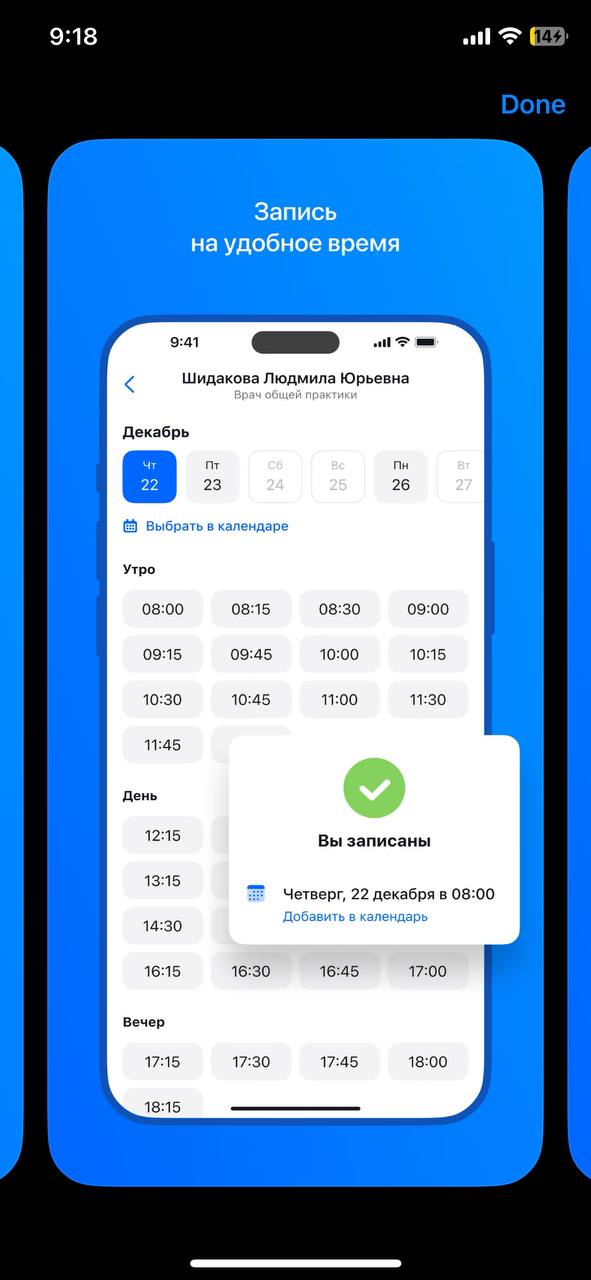 9:18
14
Done
Запись
на удобное время
9:41
Шидакова Людмила Юрьевна
Врач общей практики
Декабрь
Чт Пт Сб Вс Пн Вт
22 23 24 25 26 27
Выбрать в календаре
Утро
08:00 08:15 08:30 09:00
09:15 09:45 10:00 10:15
10:30 10:45 11:00 11:30
11:45
День
12:15
13:15
14:30
16:15 16:30 16:45 17:00
Вы записаны
Четверг, 22 декабря в 08:00
Добавить в календарь
Вечер
17:15 17:30 17:45 18:00
18:15